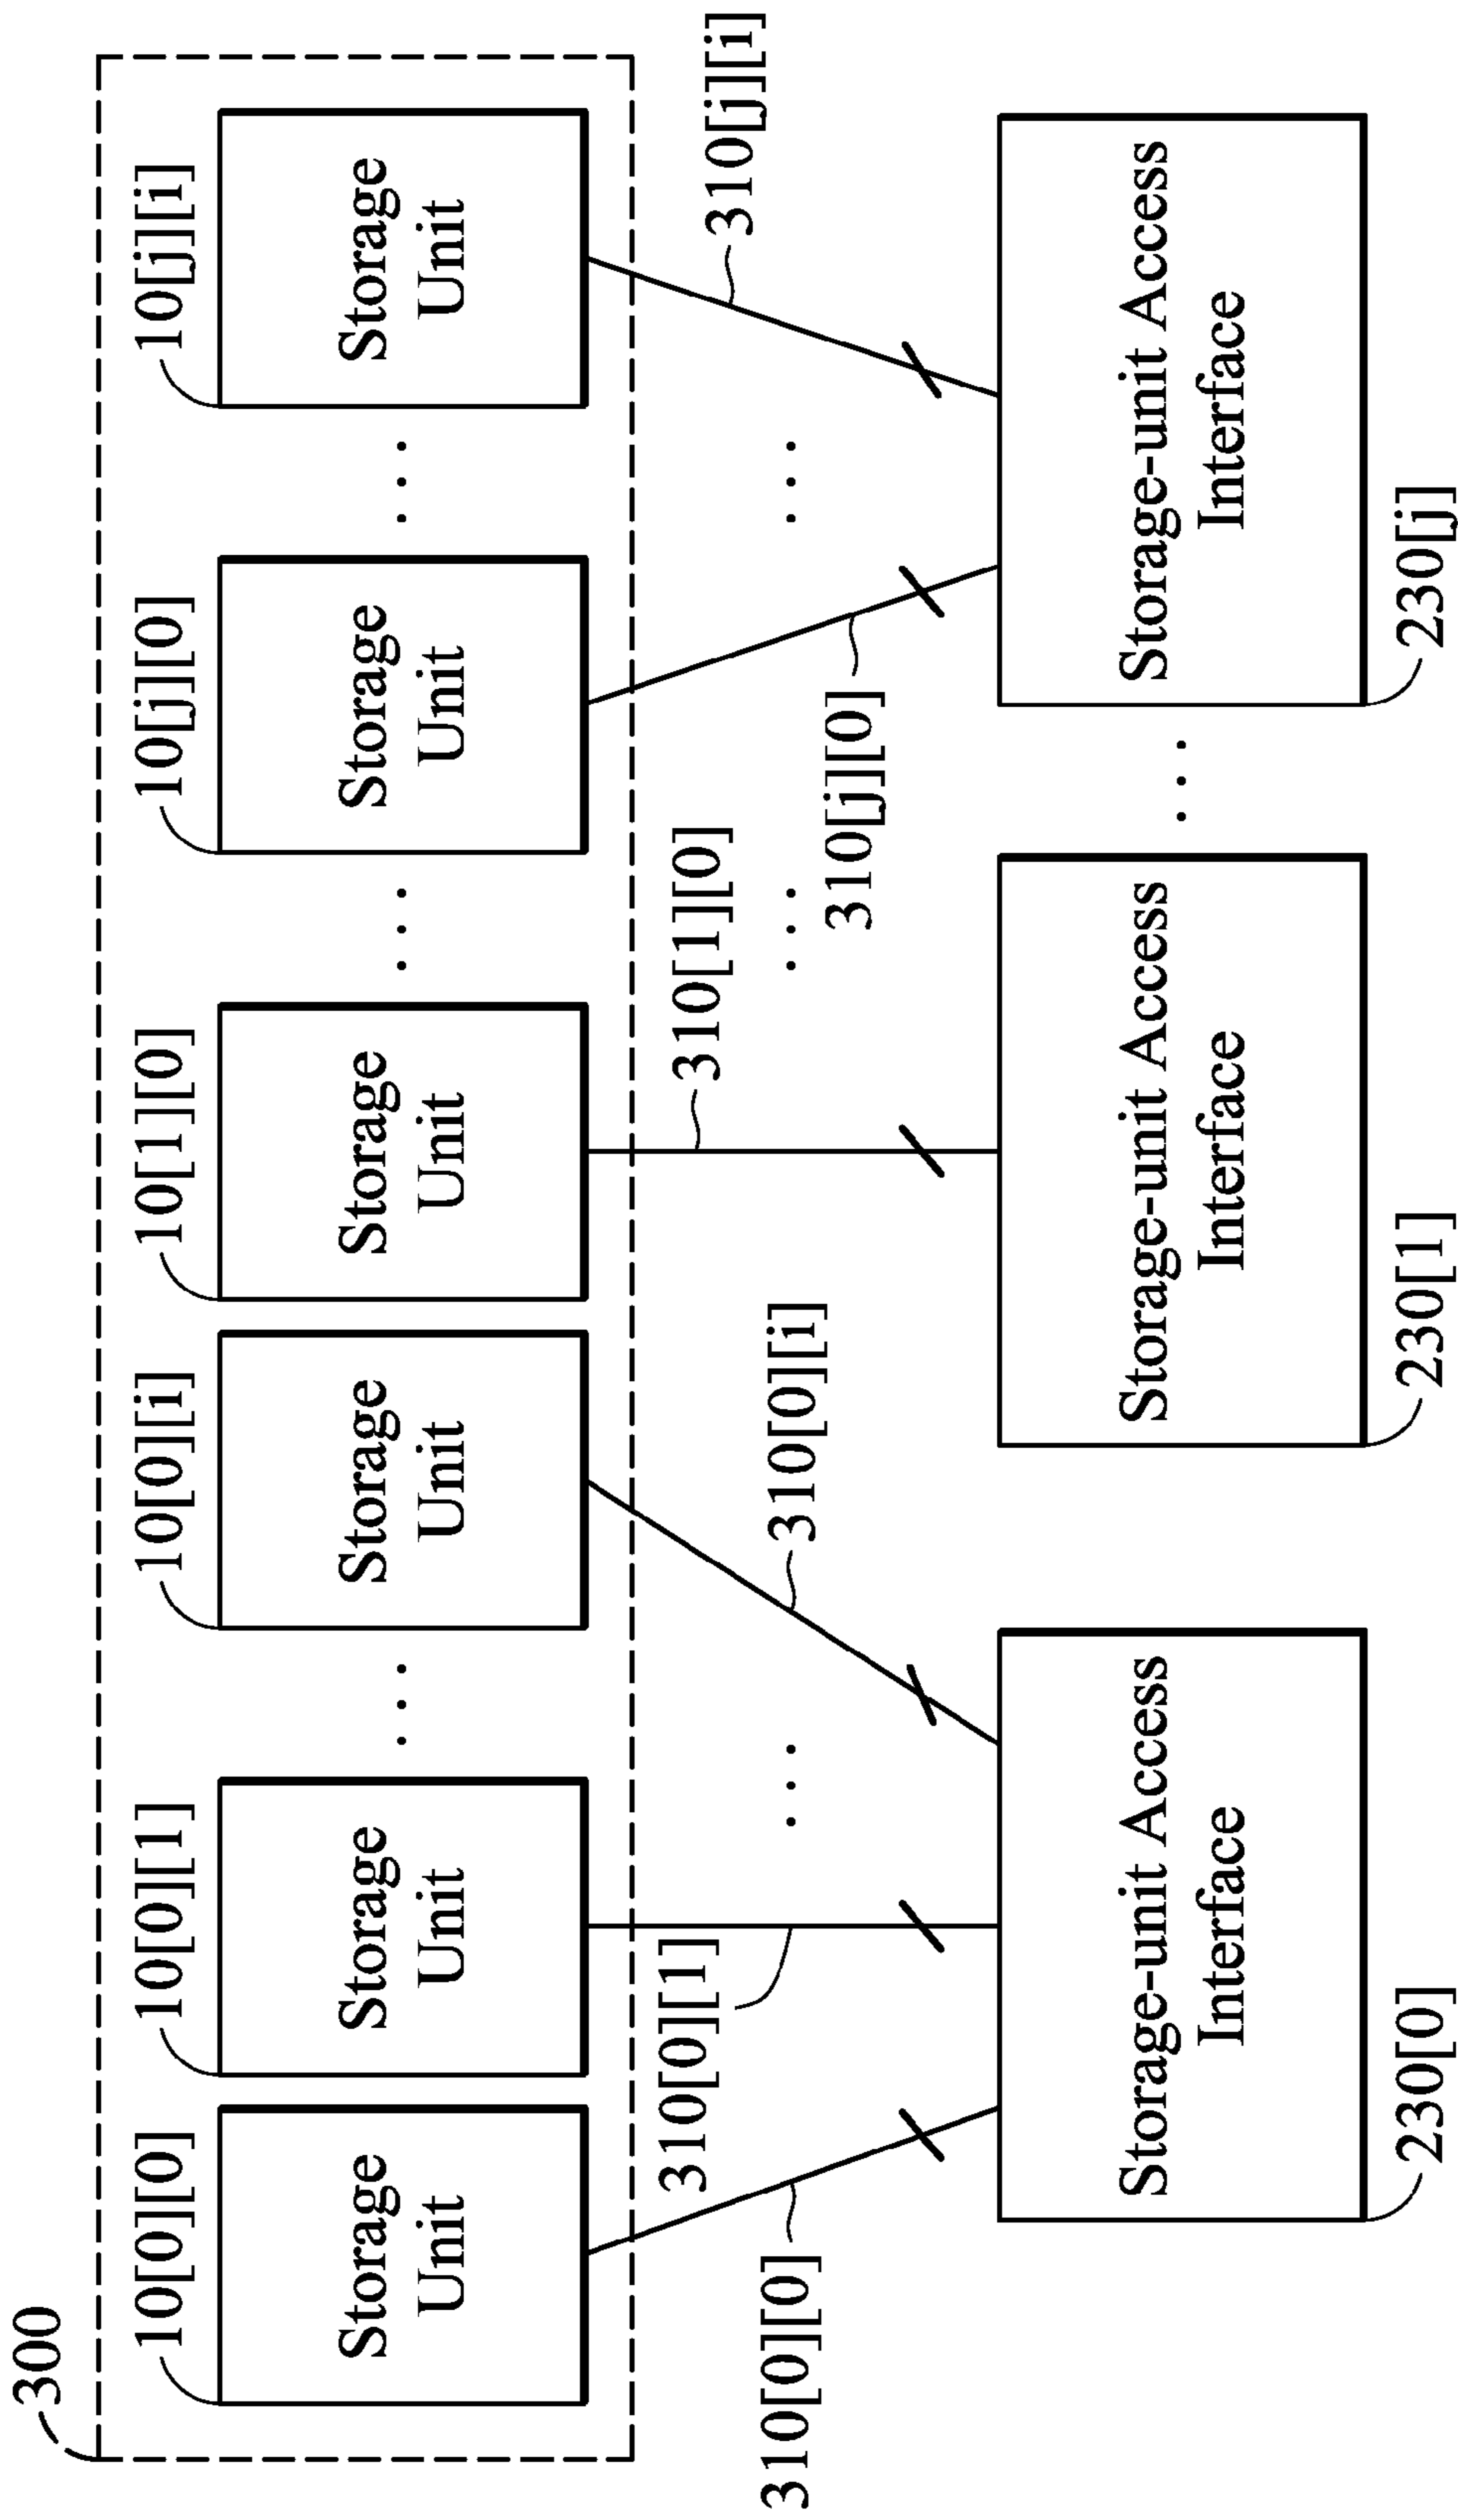 300
10[0][0]
10[0][1]
10[0][i]
10[1][0]
10[j][0]
10[j][i]
Storage
Unit
Storage
Unit
. . .
Storage
Unit
Storage
Unit
. . .
Storage
Unit
. . .
Storage
Unit
310[0][0]
310[0][1]
. . .
310[0][i]
310[1][0]
. . .
310[j][0]
. . .
310[j][i]
Storage-unit Access
Interface
Storage-unit Access
Interface
. . .
Storage-unit Access
Interface
230[0]
230[1]
230[j]